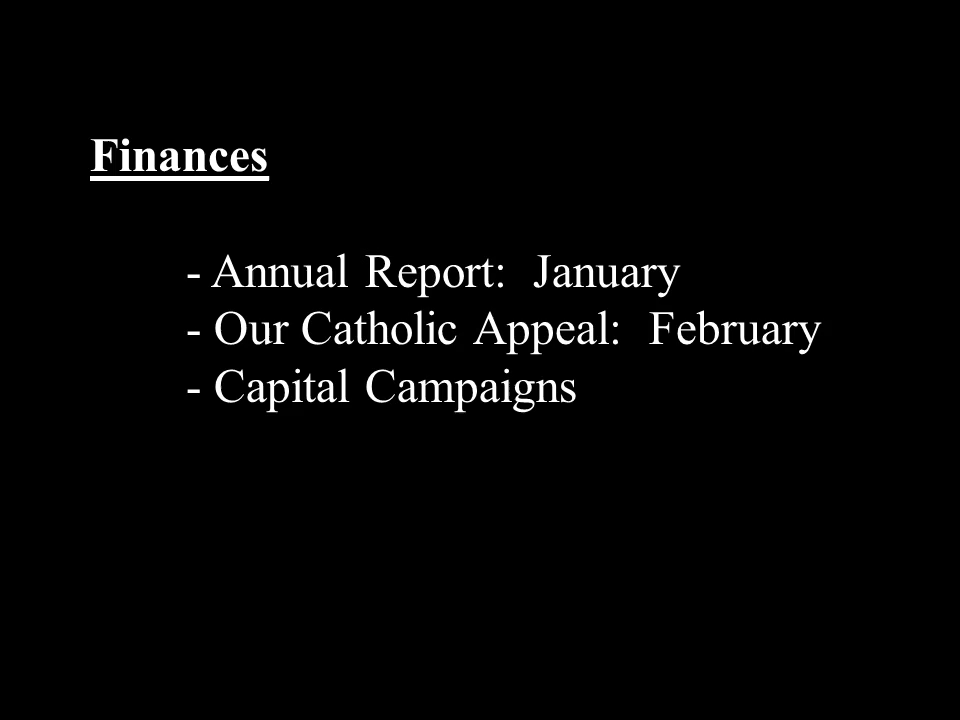 Finances
- Annual Report:  January
- Our Catholic Appeal:  February
- Capital Campaigns